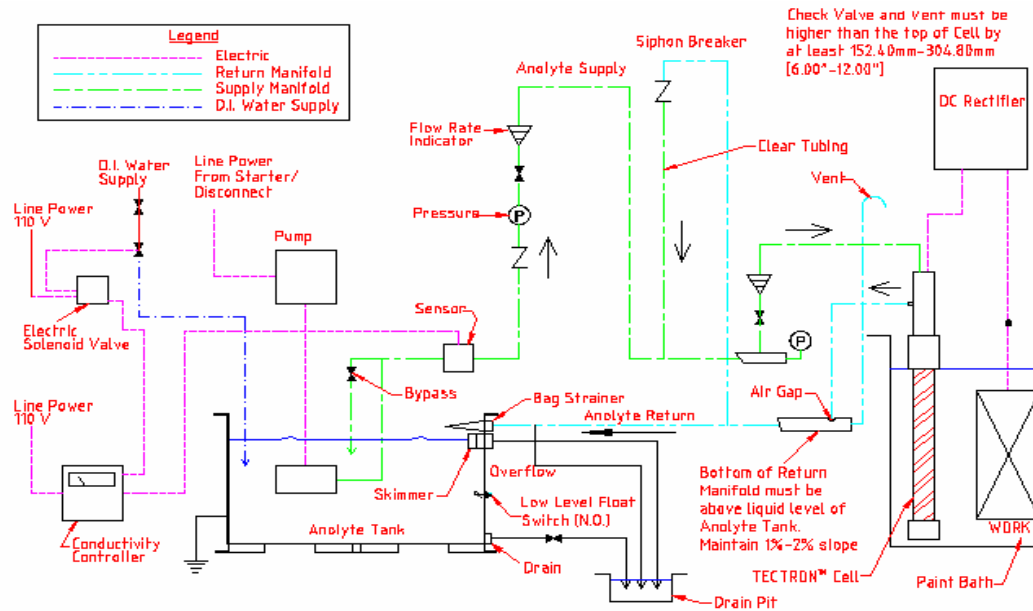 Legend
Electric
Return Manifold
Supply Manifold
D.I. Water Supply
Check Valve and Vent must be
higher than the top of Cell by
at least 152.40mm-304.80mm
[6.00"-12.00"]
Siphon Breaker
Anolyte Supply
DC Rectifier
Flow Rate
Indicator
Clear Tubing
D.I. Water
Supply
Line Power
From Starter/
Disconnect
Vent
Line Power
110 V
Pressure
P
Pump
Sensor
Electric
Solenoid Valve
P
Bypass
Line Power
110 V
Bag Strainer
Anolyte Return
Air Gap
Skimmer
Overflow
Bottom of Return
Manifold must be
above liquid level of
Anolyte Tank.
Maintain 1%-2% slope
Low Level Float
Switch (N.O.)
Anolyte Tank
WORK
Conductivity
Controller
Drain
TECTRON™ Cell
Paint Bath
Drain Pit